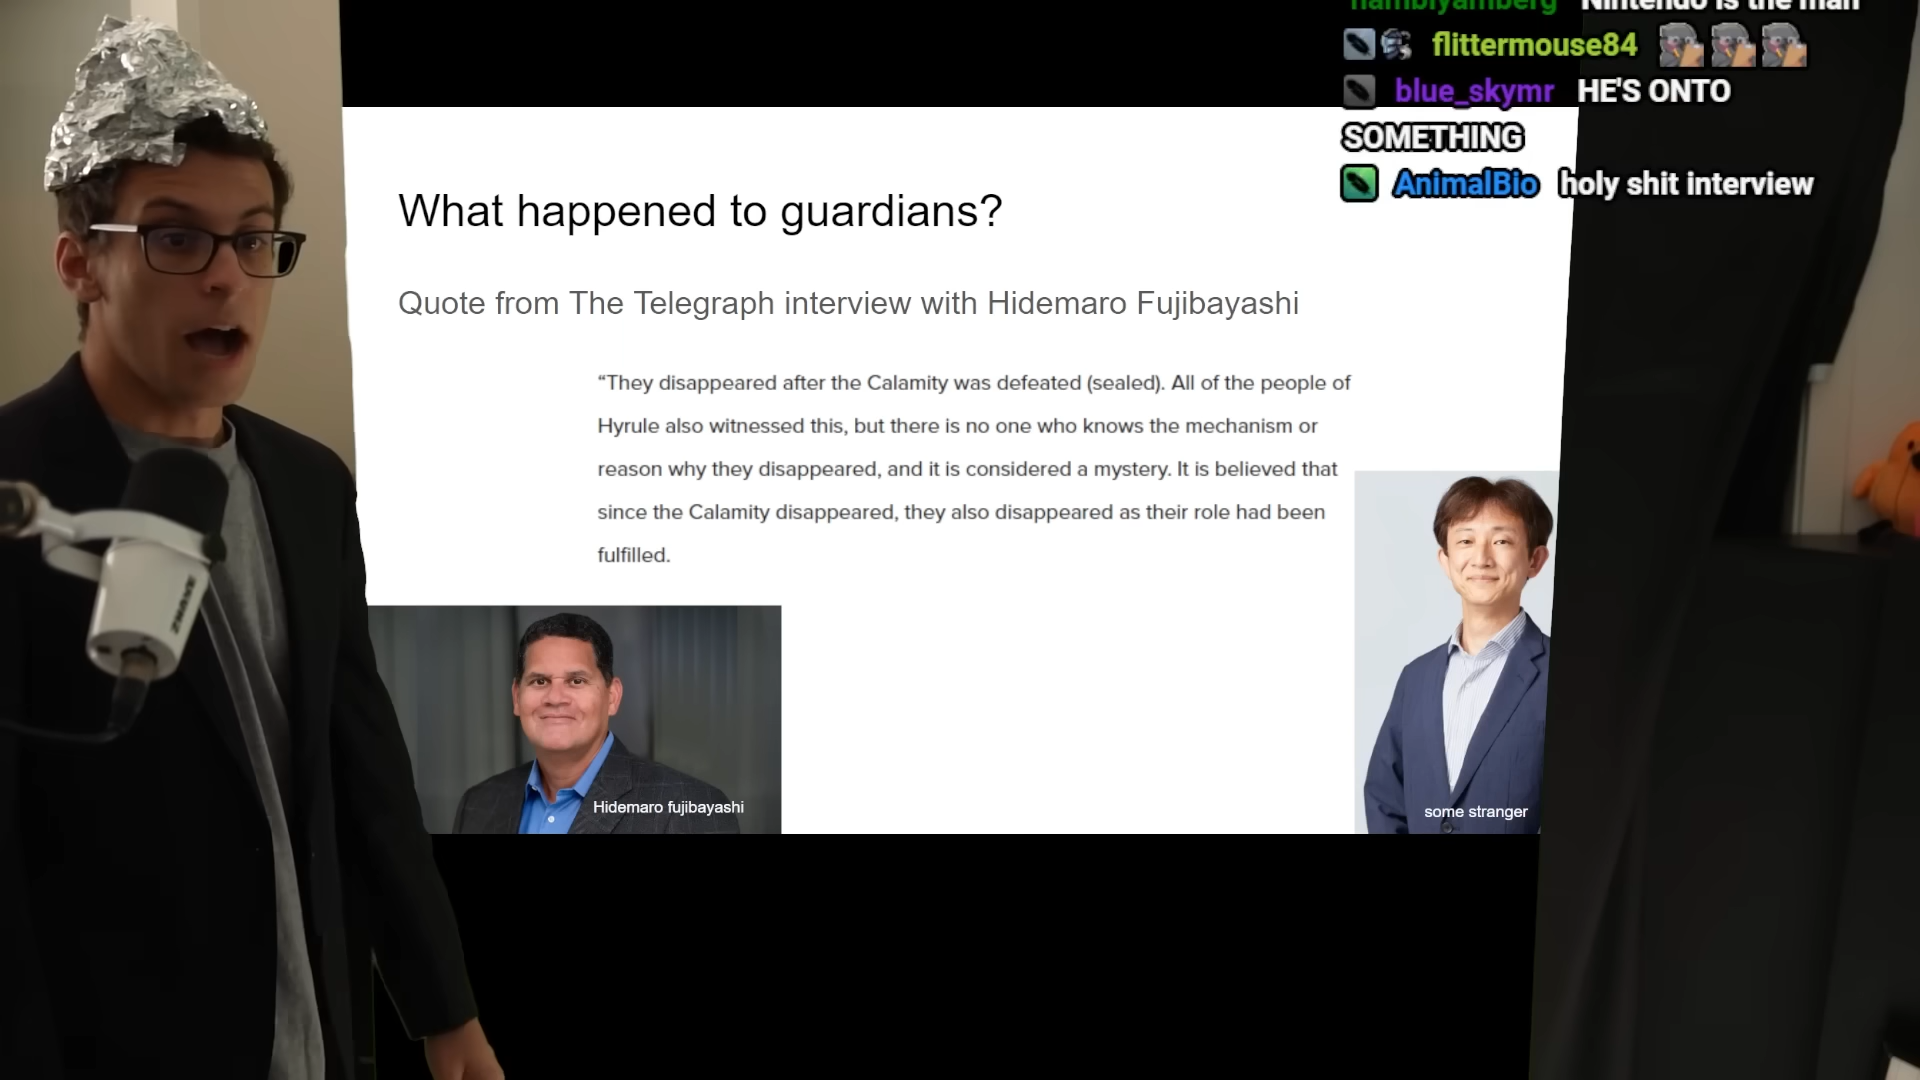 Nintendo is the man
flittermouse84
blue_skymr HE'S ONTO
SOMETHING
AnimalBio holy shit interview
What happened to guardians?
Quote from The Telegraph interview with Hidemaro Fujibayashi
“They disappeared after the Calamity was defeated (sealed). All of the people of
Hyrule also witnessed this, but there is no one who knows the mechanism or
reason why they disappeared, and it is considered a mystery. It is believed that
since the Calamity disappeared, they also disappeared as their role had been
fulfilled.
Hidemaro fujibayashi
some stranger